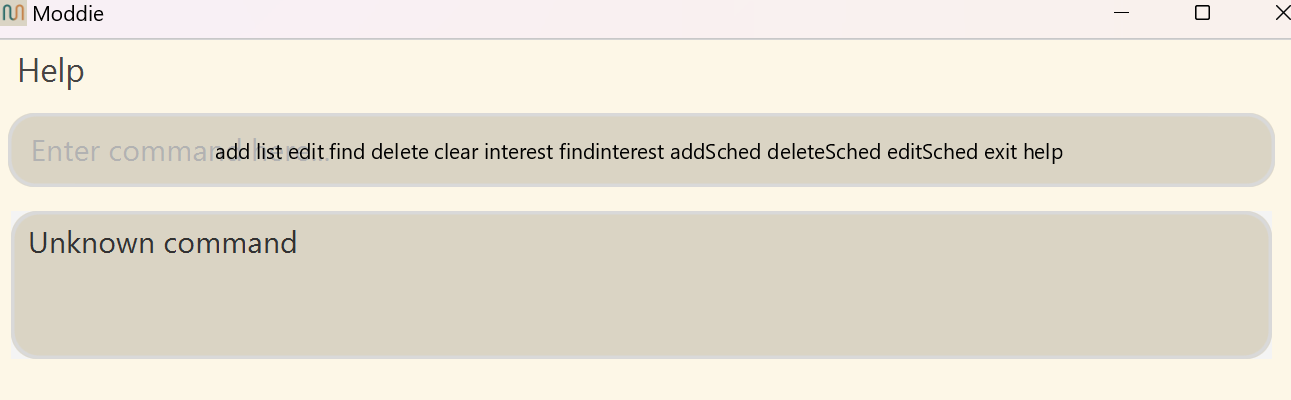 Moddie
Help
Enter command here...
add list edit find delete clear interest findinterest addSched deleteSched editSched exit help
Unknown command